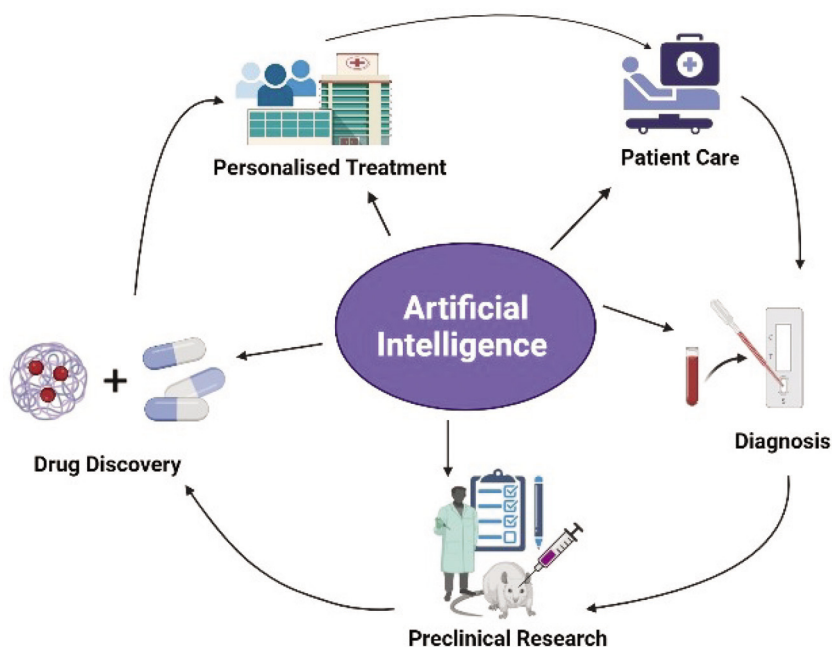 Personalised Treatment
Patient Care
Artificial
Intelligence
C
T
S
Drug Discovery
Diagnosis
Preclinical Research